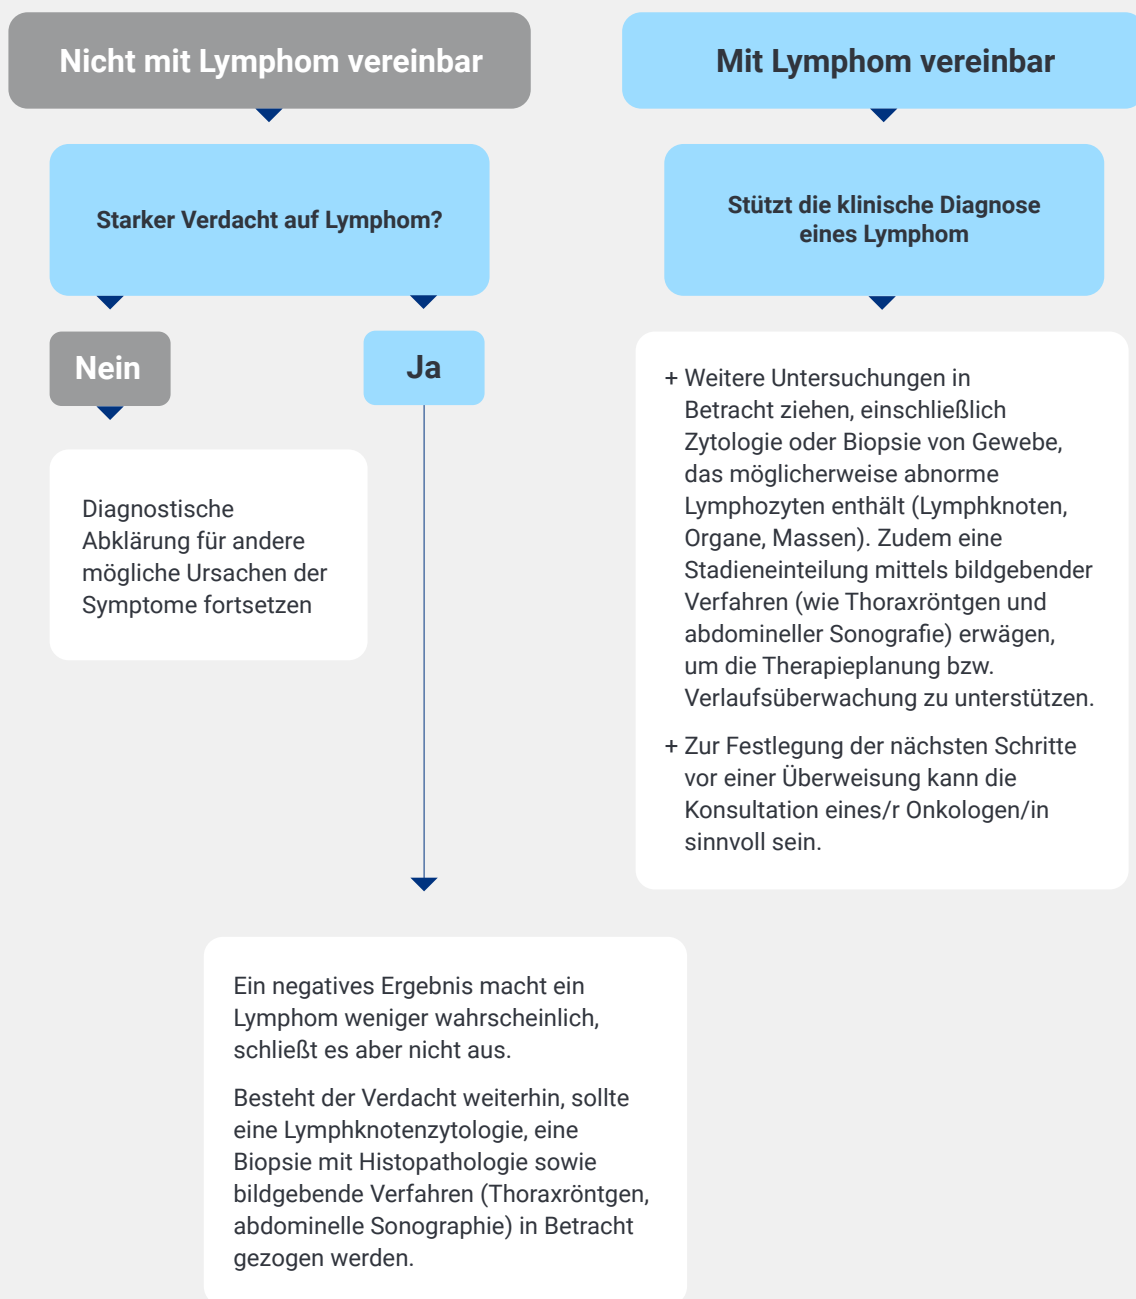 Nicht mit Lymphom vereinbar
Starker Verdacht auf Lymphom?
Nein
Ja
Diagnostische
Abklärung für andere
mögliche Ursachen der
Symptome fortsetzen
Ein negatives Ergebnis macht ein
Lymphom weniger wahrscheinlich,
schließt es aber nicht aus.
Besteht der Verdacht weiterhin, sollte
eine Lymphknotenzytologie, eine
Biopsie mit Histopathologie sowie
bildgebende Verfahren (Thoraxröntgen,
abdominelle Sonographie) in Betracht
gezogen werden.
Mit Lymphom vereinbar
Stützt die klinische Diagnose
eines Lymphom
+ Weitere Untersuchungen in
Betracht ziehen, einschließlich
Zytologie oder Biopsie von Gewebe,
das möglicherweise abnorme
Lymphozyten enthält (Lymphknoten,
Organe, Massen). Zudem eine
Stadieneinteilung mittels bildgebender
Verfahren (wie Thoraxröntgen und
abdomineller Sonografie) erwägen,
um die Therapieplanung bzw.
Verlaufsüberwachung zu unterstützen.
+ Zur Festlegung der nächsten Schritte
vor einer Überweisung kann die
Konsultation eines/r Onkologen/in
sinnvoll sein.